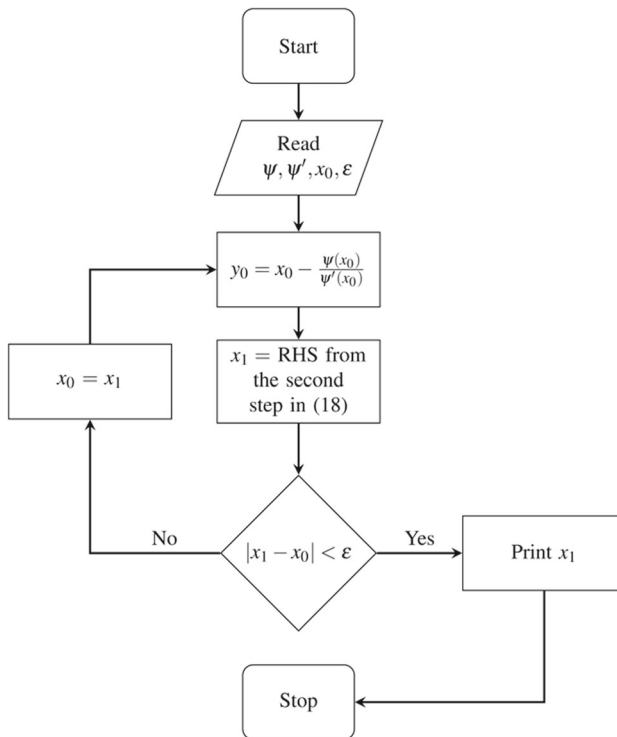 Start
Read
ψ, ψ′, x₀, ε
y₀ = x₀ − ψ(x₀)/ψ′(x₀)
x₁ = RHS from
the second
step in (18)
x₀ = x₁
No
|x₁ − x₀| < ε
Yes
Print x₁
Stop